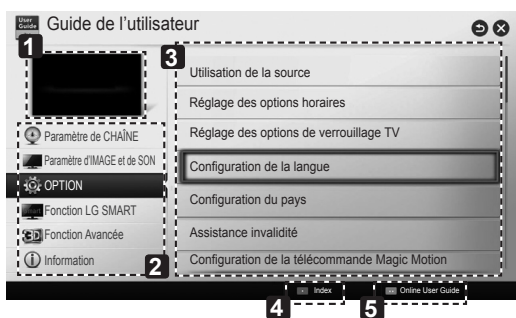 User Guide
Guide de l'utilisateur
1
3
Utilisation de la source
Réglage des options horaires
Réglage des options de verrouillage TV
Configuration de la langue
Configuration du pays
Assistance invalidité
Configuration de la télécommande Magic Motion
Paramètre de CHAÎNE
Paramètre d'IMAGE et de SON
OPTION
smart Fonction LG SMART
3D Fonction Avancée
Information
2
Index
Online User Guide
4
5